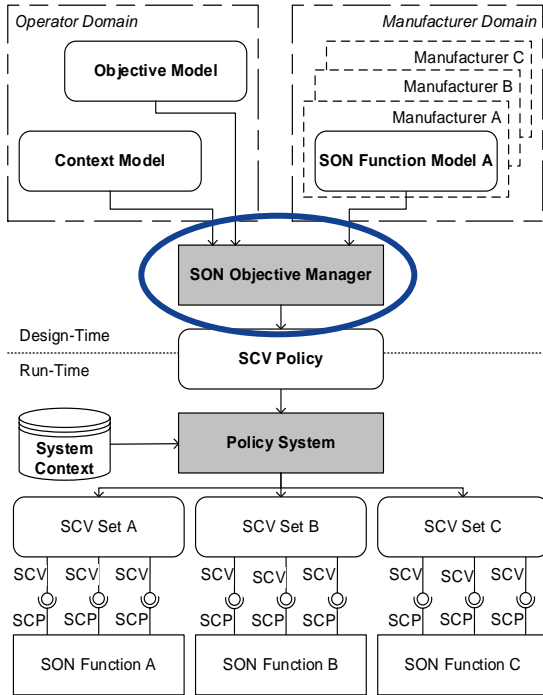 Operator Domain
Manufacturer Domain
Objective Model
Context Model
Manufacturer C
Manufacturer B
Manufacturer A
SON Function Model A
SON Objective Manager
Design-Time
SCV Policy
Run-Time
System
Context
Policy System
SCV Set A
SCV Set B
SCV Set C
SCV SCV SCV SCV SCV SCV SCV SCV SCV
SCP SCP SCP SCP SCP SCP SCP SCP SCP
SON Function A
SON Function B
SON Function C